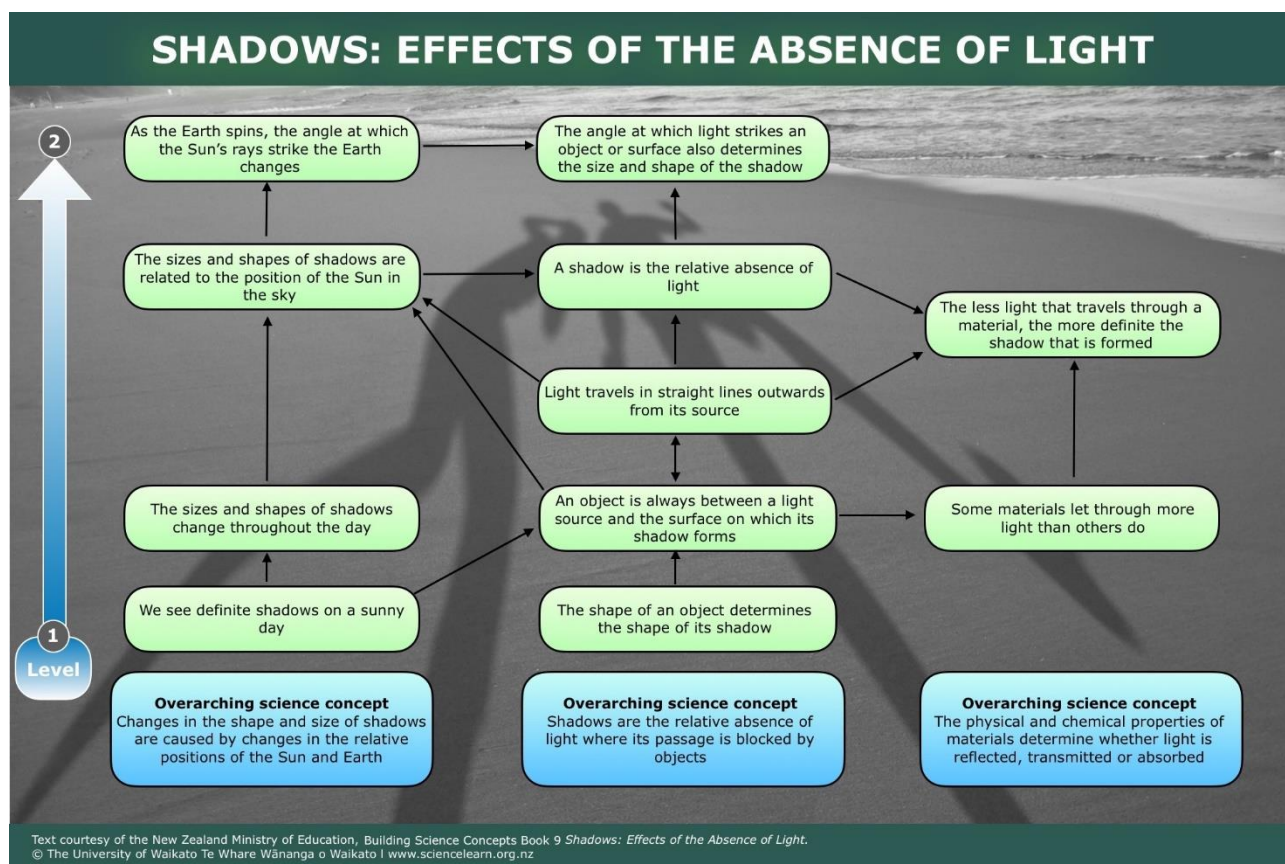 SHADOWS: EFFECTS OF THE ABSENCE OF LIGHT
2
As the Earth spins, the angle at which
the Sun's rays strike the Earth
changes
The angle at which light strikes an
object or surface also determines
the size and shape of the shadow
The sizes and shapes of shadows are
related to the position of the Sun in
the sky
A shadow is the relative absence of
light
The less light that travels through a
material, the more definite the
shadow that is formed
Light travels in straight lines outwards
from its source
The sizes and shapes of shadows
change throughout the day
An object is always between a light
source and the surface on which its
shadow forms
Some materials let through more
light than others do
We see definite shadows on a sunny
day
The shape of an object determines
the shape of its shadow
1
Level
Overarching science concept
Changes in the shape and size of shadows
are caused by changes in the relative
positions of the Sun and Earth
Overarching science concept
Shadows are the relative absence of
light where its passage is blocked by
objects
Overarching science concept
The physical and chemical properties of
materials determine whether light is
reflected, transmitted or absorbed
Text courtesy of the New Zealand Ministry of Education, Building Science Concepts Book 9 Shadows: Effects of the Absence of Light.
© The University of Waikato Te Whare Wānanga o Waikato l www.sciencelearn.org.nz